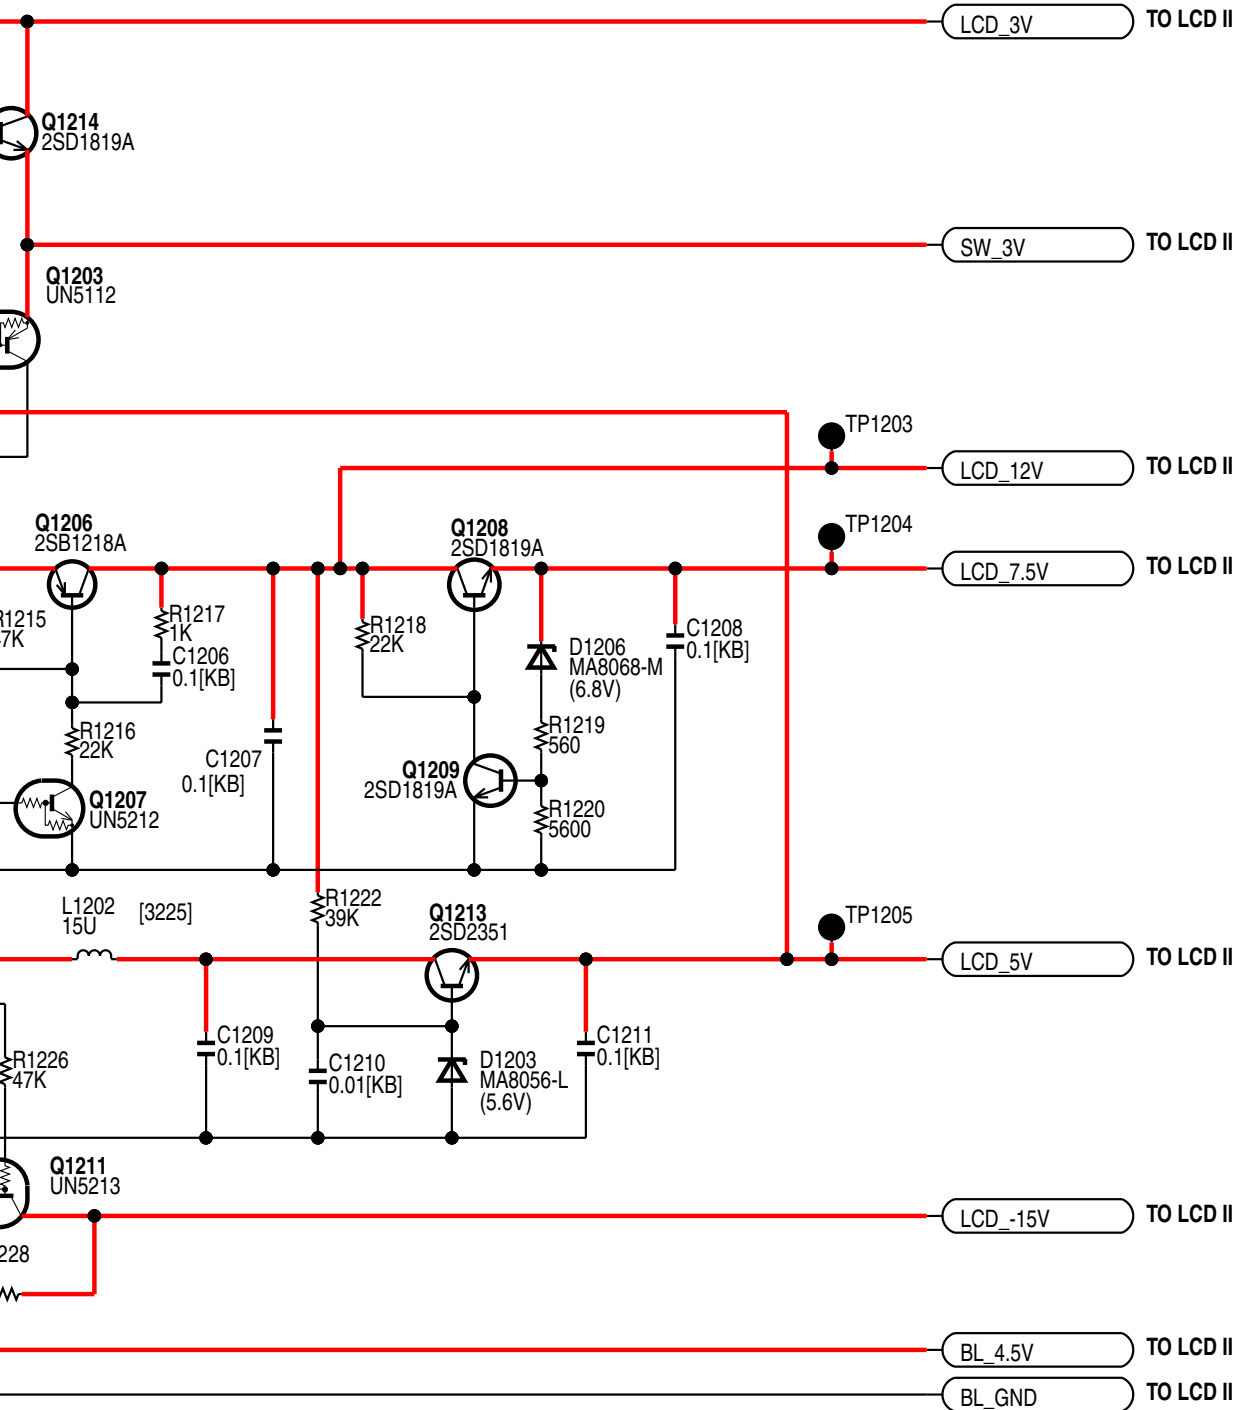 LCD_3V
TO LCD II
Q1214
2SD1819A
SW_3V
TO LCD II
Q1203
UN5112
TP1203
LCD_12V
TO LCD II
Q1206
2SB1218A
Q1208
2SD1819A
TP1204
LCD_7.5V
TO LCD II
R1215
47K
R1217
1K
C1206
0.1[KB]
R1218
22K
D1206
MA8068-M
(6.8V)
C1208
0.1[KB]
R1216
22K
C1207
0.1[KB]
R1219
560
Q1209
2SD1819A
Q1207
UN5212
R1220
5600
L1202
15U
[3225]
R1222
39K
Q1213
2SD2351
TP1205
LCD_5V
TO LCD II
R1226
47K
C1209
0.1[KB]
C1210
0.01[KB]
D1203
MA8056-L
(5.6V)
C1211
0.1[KB]
Q1211
UN5213
LCD_-15V
TO LCD II
228
BL_4.5V
TO LCD II
BL_GND
TO LCD II